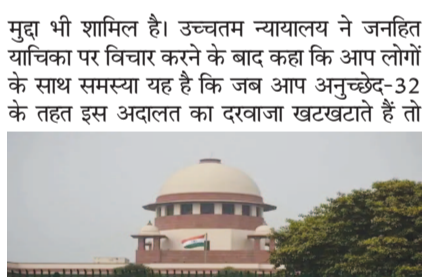 मुद्दा भी शामिल है। उच्चतम न्यायालय ने जनहित
याचिका पर विचार करने के बाद कहा कि आप लोगों
के साथ समस्या यह है कि जब आप अनुच्छेद-32
के तहत इस अदालत का दरवाजा खटखटाते हैं तो